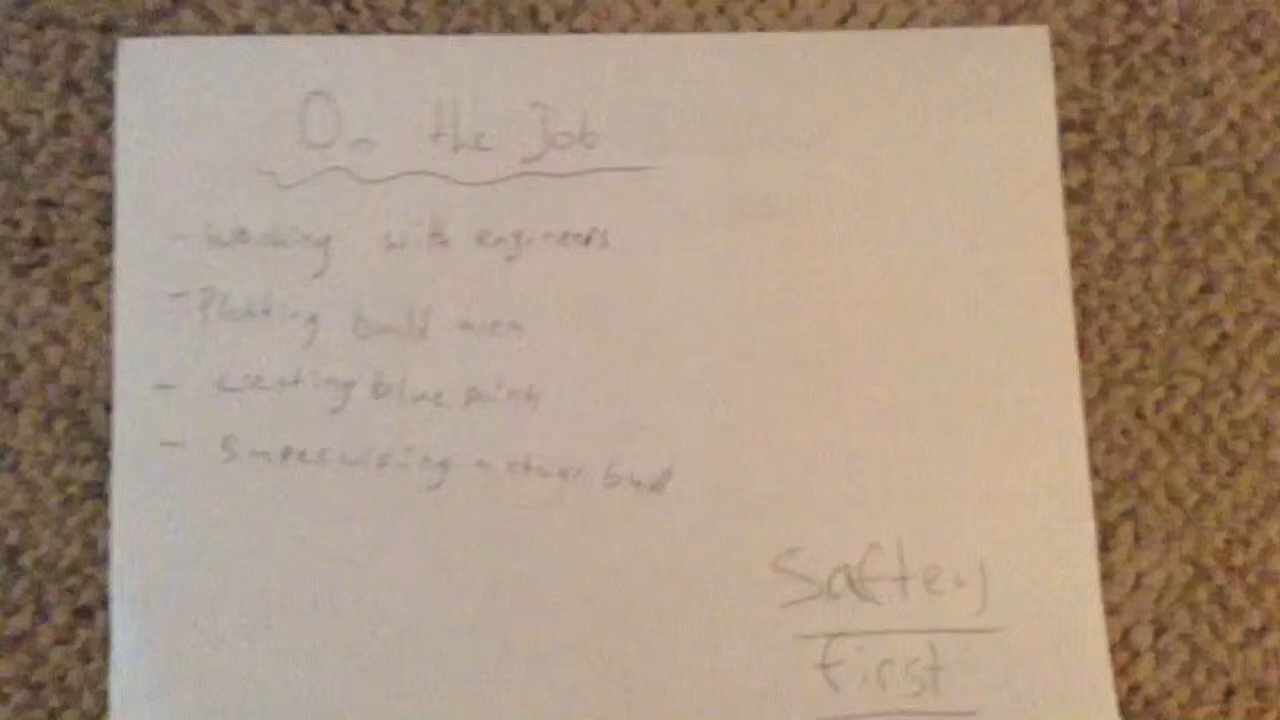 On the Job
- working with engineers
- Plotting build area
- creating blue prints
- Supervising build
Saftey
first